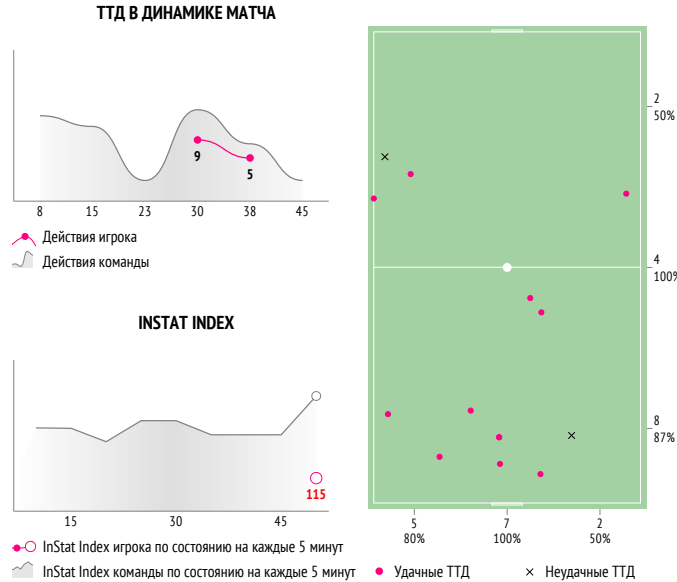 ТТД В ДИНАМИКЕ МАТЧА
9
5
8 15 23 30 38 45
Действия игрока
Действия команды
INSTAT INDEX
115
15 30 45
InStat Index игрока по состоянию на каждые 5 минут
InStat Index команды по состоянию на каждые 5 минут
2
50%
4
100%
8
87%
5 7 2
80% 100% 50%
Удачные ТТД Неудачные ТТД